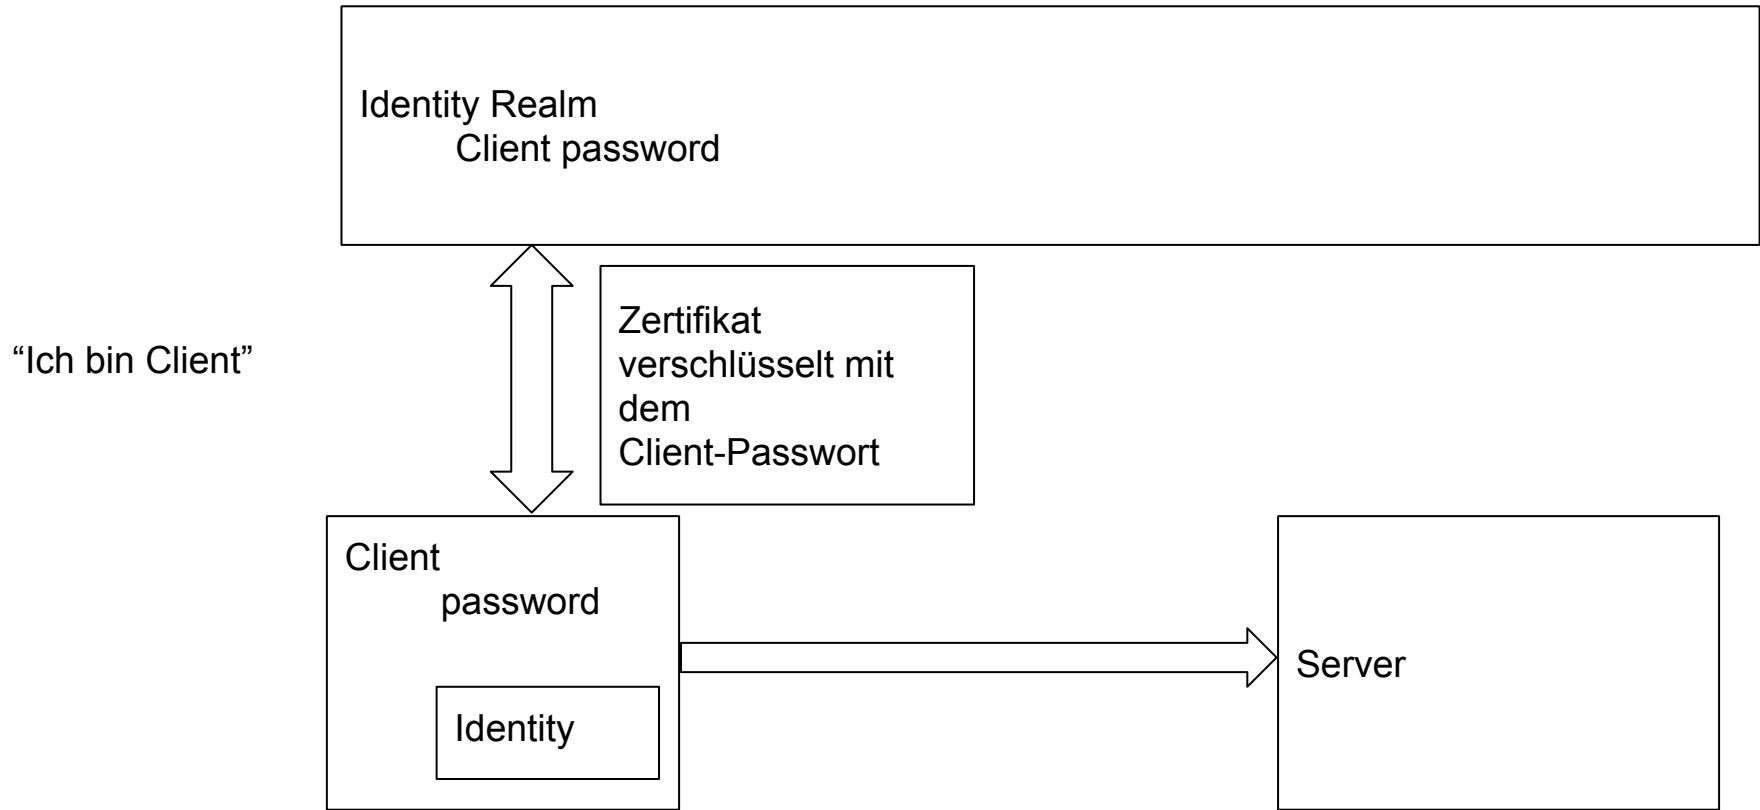 Identity Realm
Client password
“Ich bin Client”
Zertifikat
verschlüsselt mit
dem
Client-Passwort
Client
password
Identity
Server